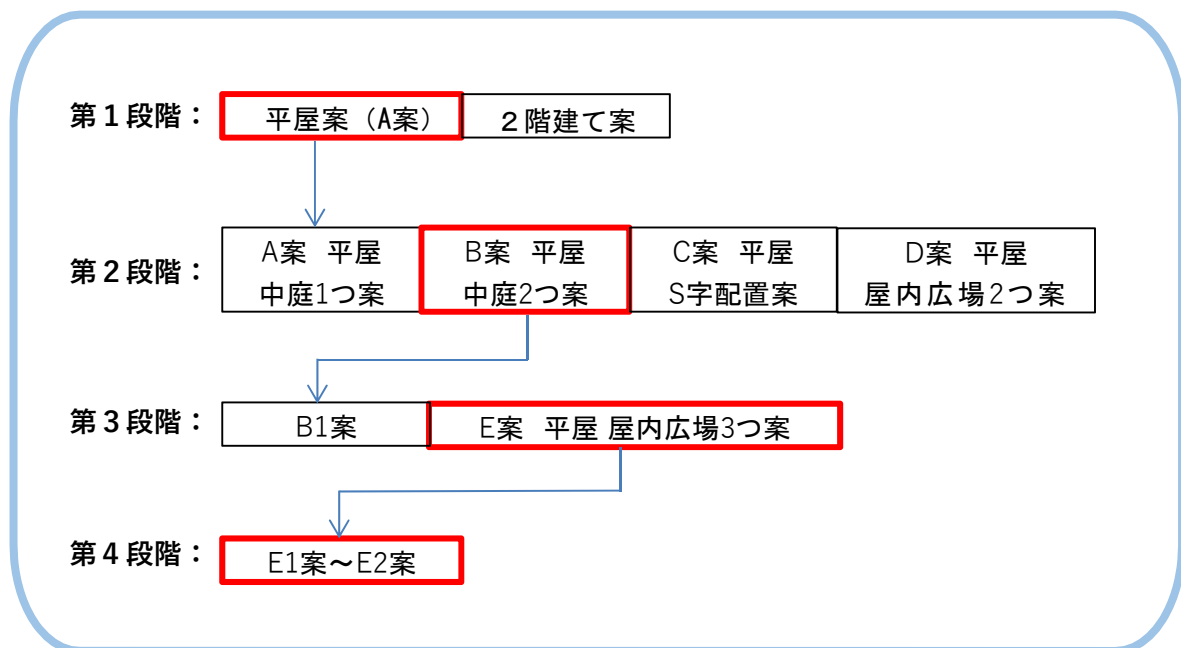 第1段階： 平屋案（A案） 2階建て案
第2段階： A案 平屋 B案 平屋 C案 平屋 D案 平屋
中庭1つ案 中庭2つ案 S字配置案 屋内広場2つ案
第3段階： B1案 E案 平屋 屋内広場3つ案
第4段階： E1案～E2案